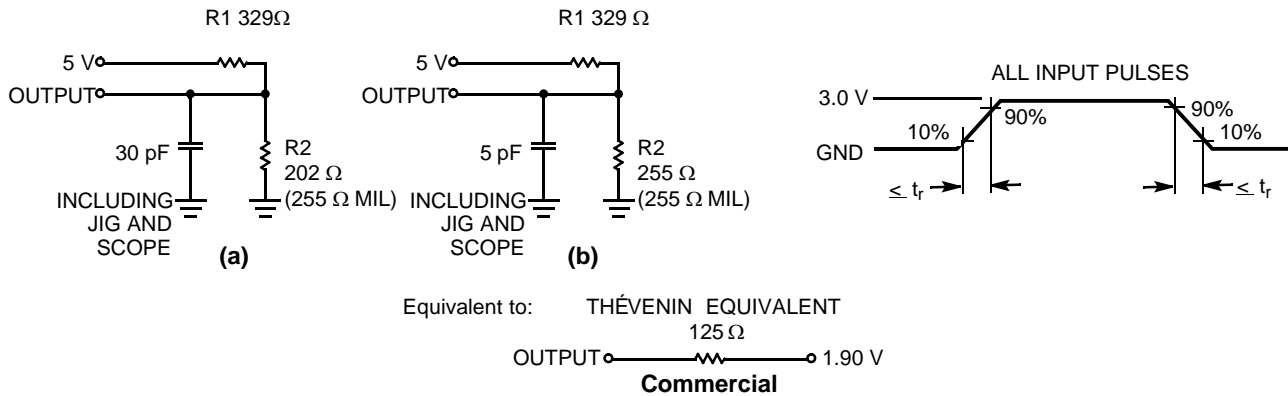 R1 329Ω
5 V
OUTPUT
30 pF
R2
202 Ω
(255 Ω MIL)
INCLUDING
JIG AND
SCOPE
(a)
R1 329 Ω
5 V
OUTPUT
5 pF
R2
255 Ω
(255 Ω MIL)
INCLUDING
JIG AND
SCOPE
(b)
ALL INPUT PULSES
3.0 V
90%
90%
10%
10%
GND
≤ tr
≤ tr
Equivalent to: THÉVENIN EQUIVALENT
125 Ω
OUTPUT 1.90 V
Commercial